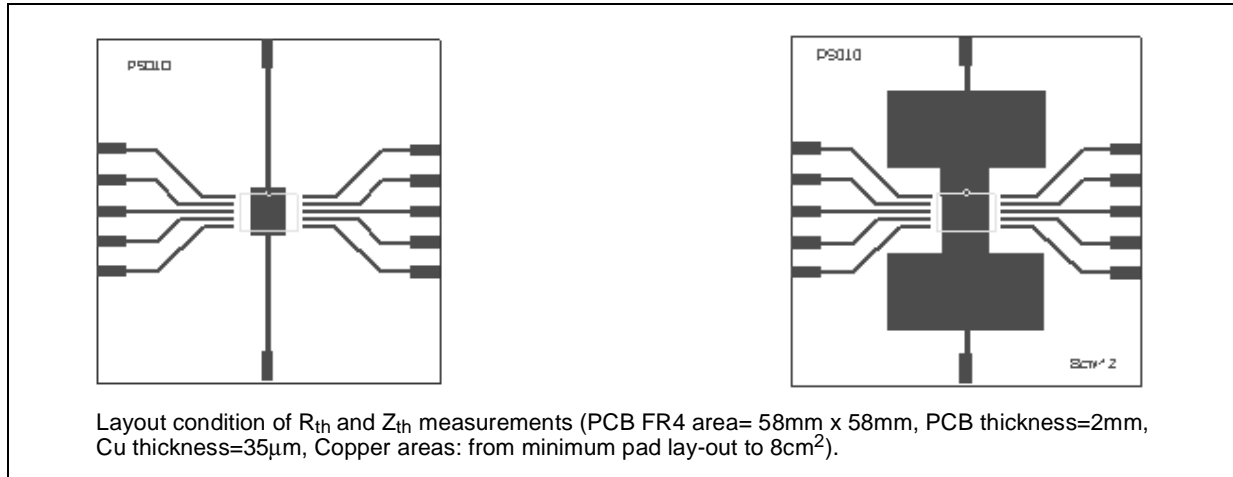 PSO10
PSO10
8cm^2
Layout condition of Rth and Zth measurements (PCB FR4 area= 58mm x 58mm, PCB thickness=2mm,
Cu thickness=35μm, Copper areas: from minimum pad lay-out to 8cm2).